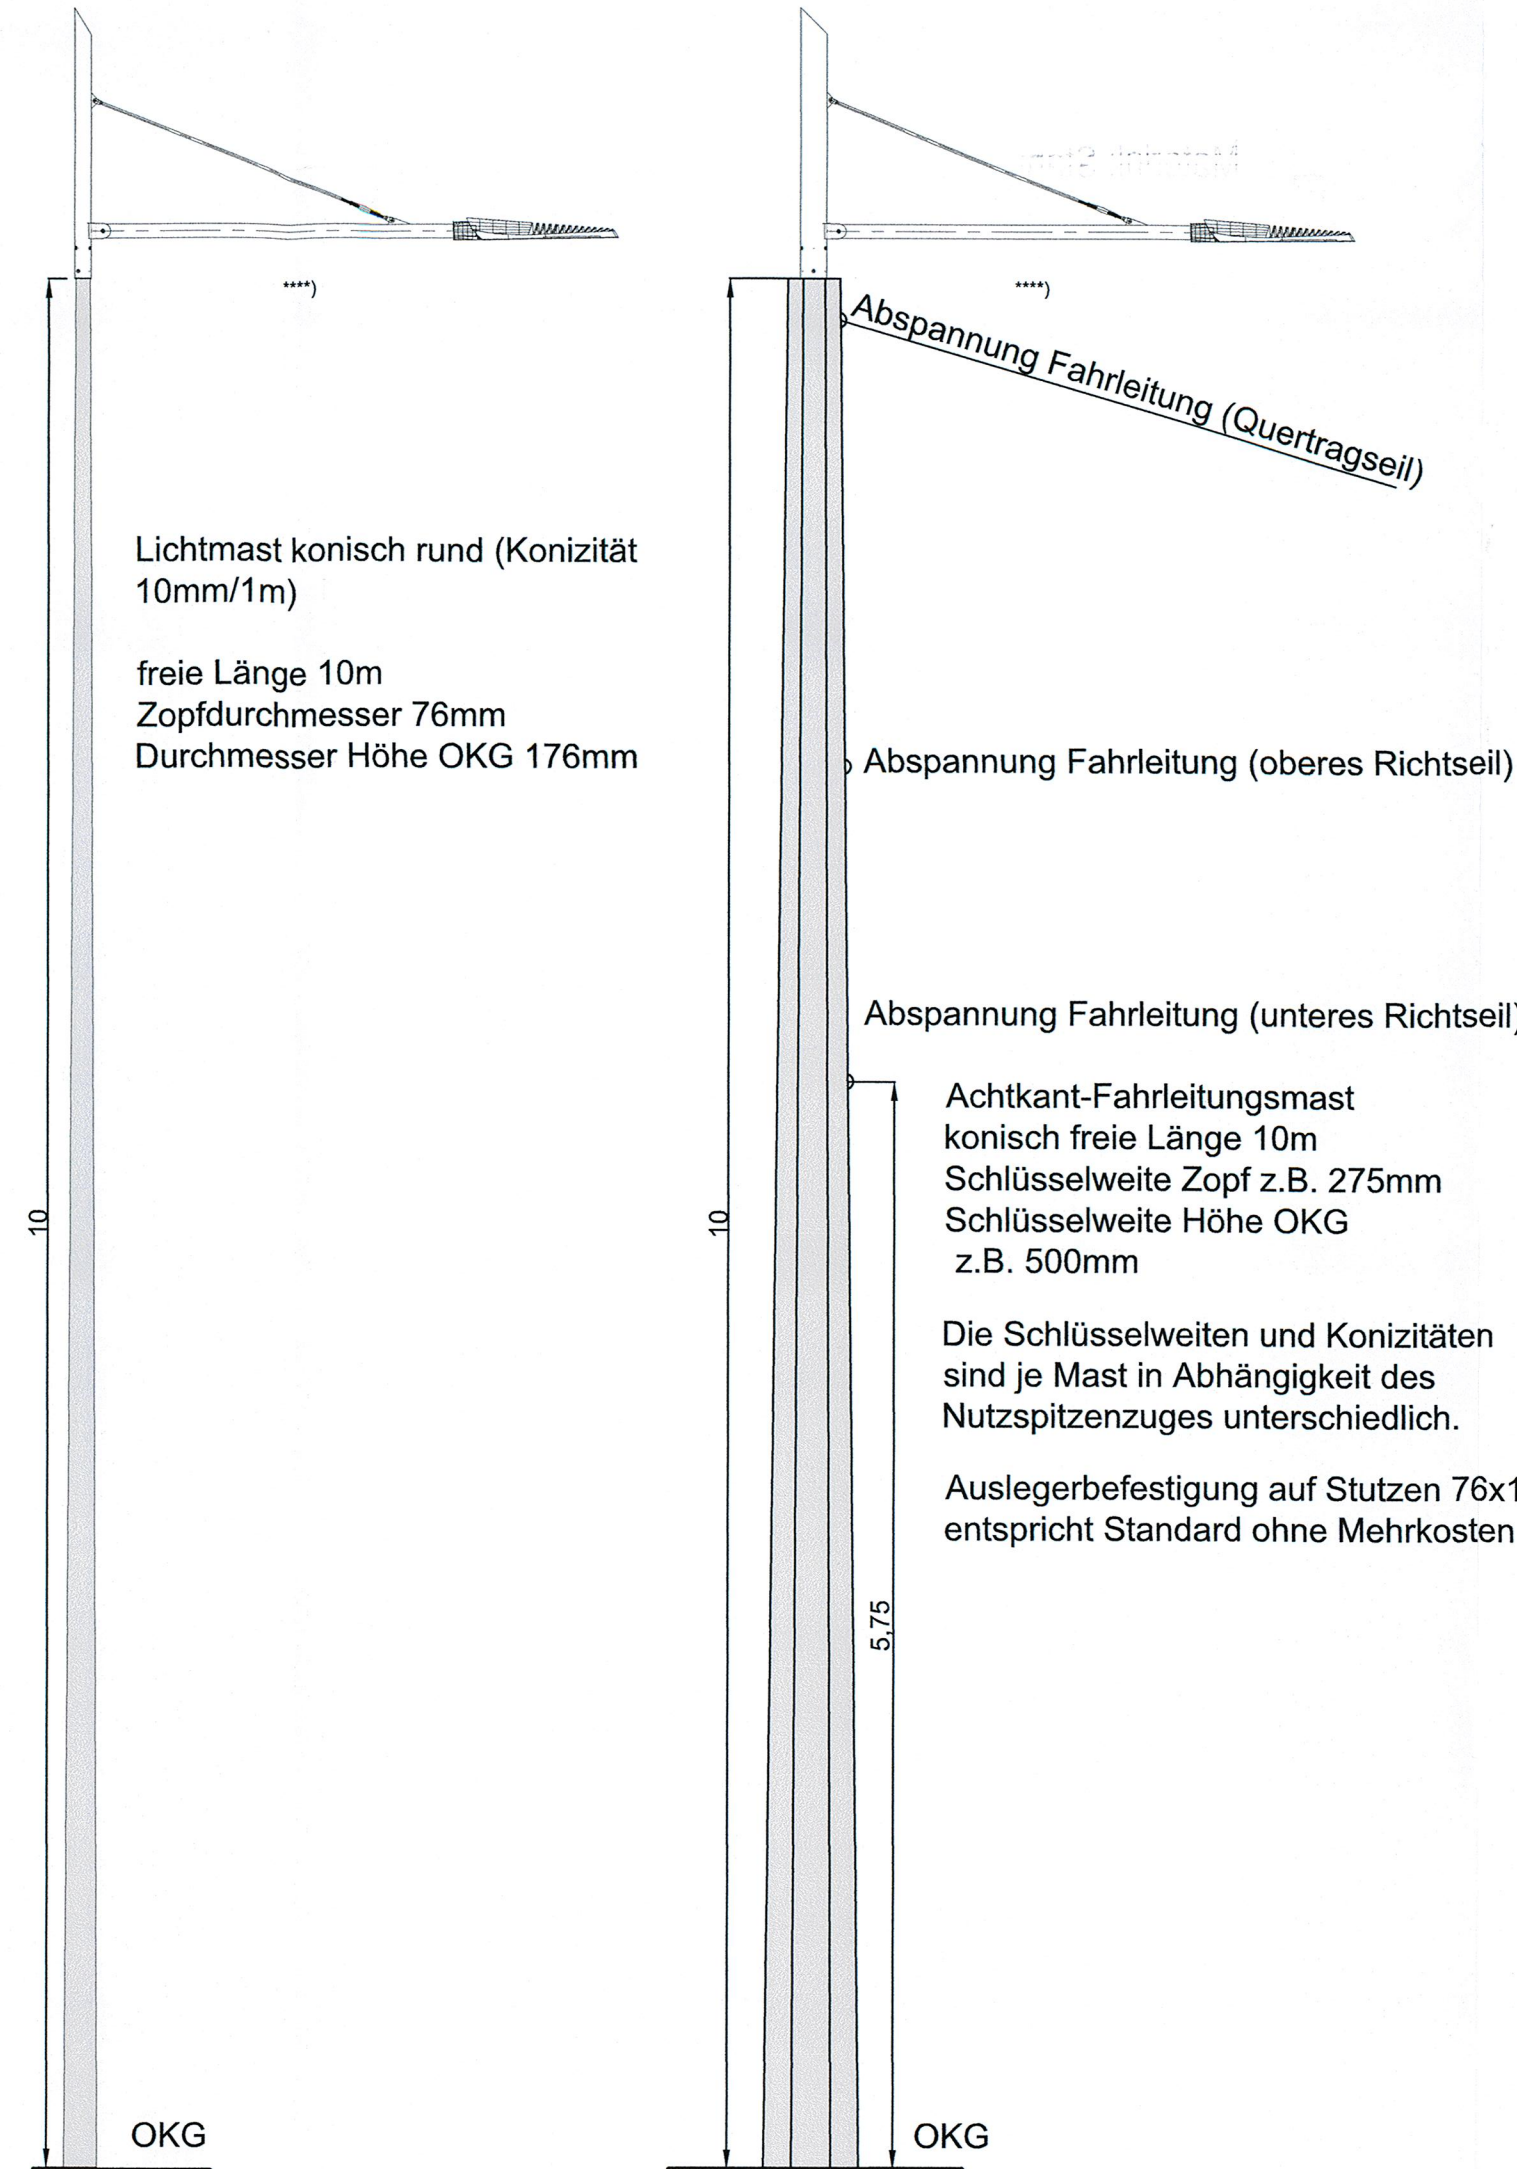 ****)
****)
Abspannung Fahrleitung (Quertragseil)
Lichtmast konisch rund (Konizität
10mm/1m)
freie Länge 10m
Zopfdurchmesser 76mm
Durchmesser Höhe OKG 176mm
Abspannung Fahrleitung (oberes Richtseil)
Abspannung Fahrleitung (unteres Richtseil)
Achtkant-Fahrleitungsmast
konisch freie Länge 10m
Schlüsselweite Zopf z.B. 275mm
Schlüsselweite Höhe OKG
z.B. 500mm
10
10
Die Schlüsselweiten und Konizitäten
sind je Mast in Abhängigkeit des
Nutzspitzenzuges unterschiedlich.
Auslegerbefestigung auf Stutzen 76x1
entspricht Standard ohne Mehrkosten
5,75
OKG
OKG